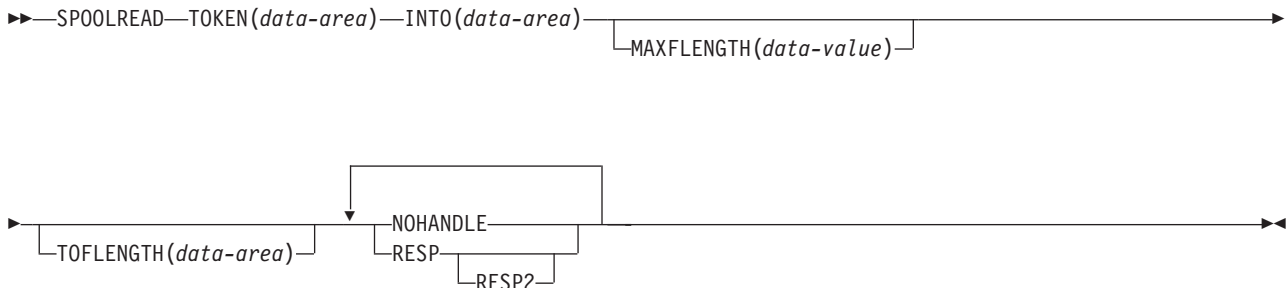 SPOOLREAD TOKEN(data-area) INTO(data-area)
MAXFLENGTH(data-value)
TOFLENGTH(data-area)
NOHANDLE
RESP
RESP2